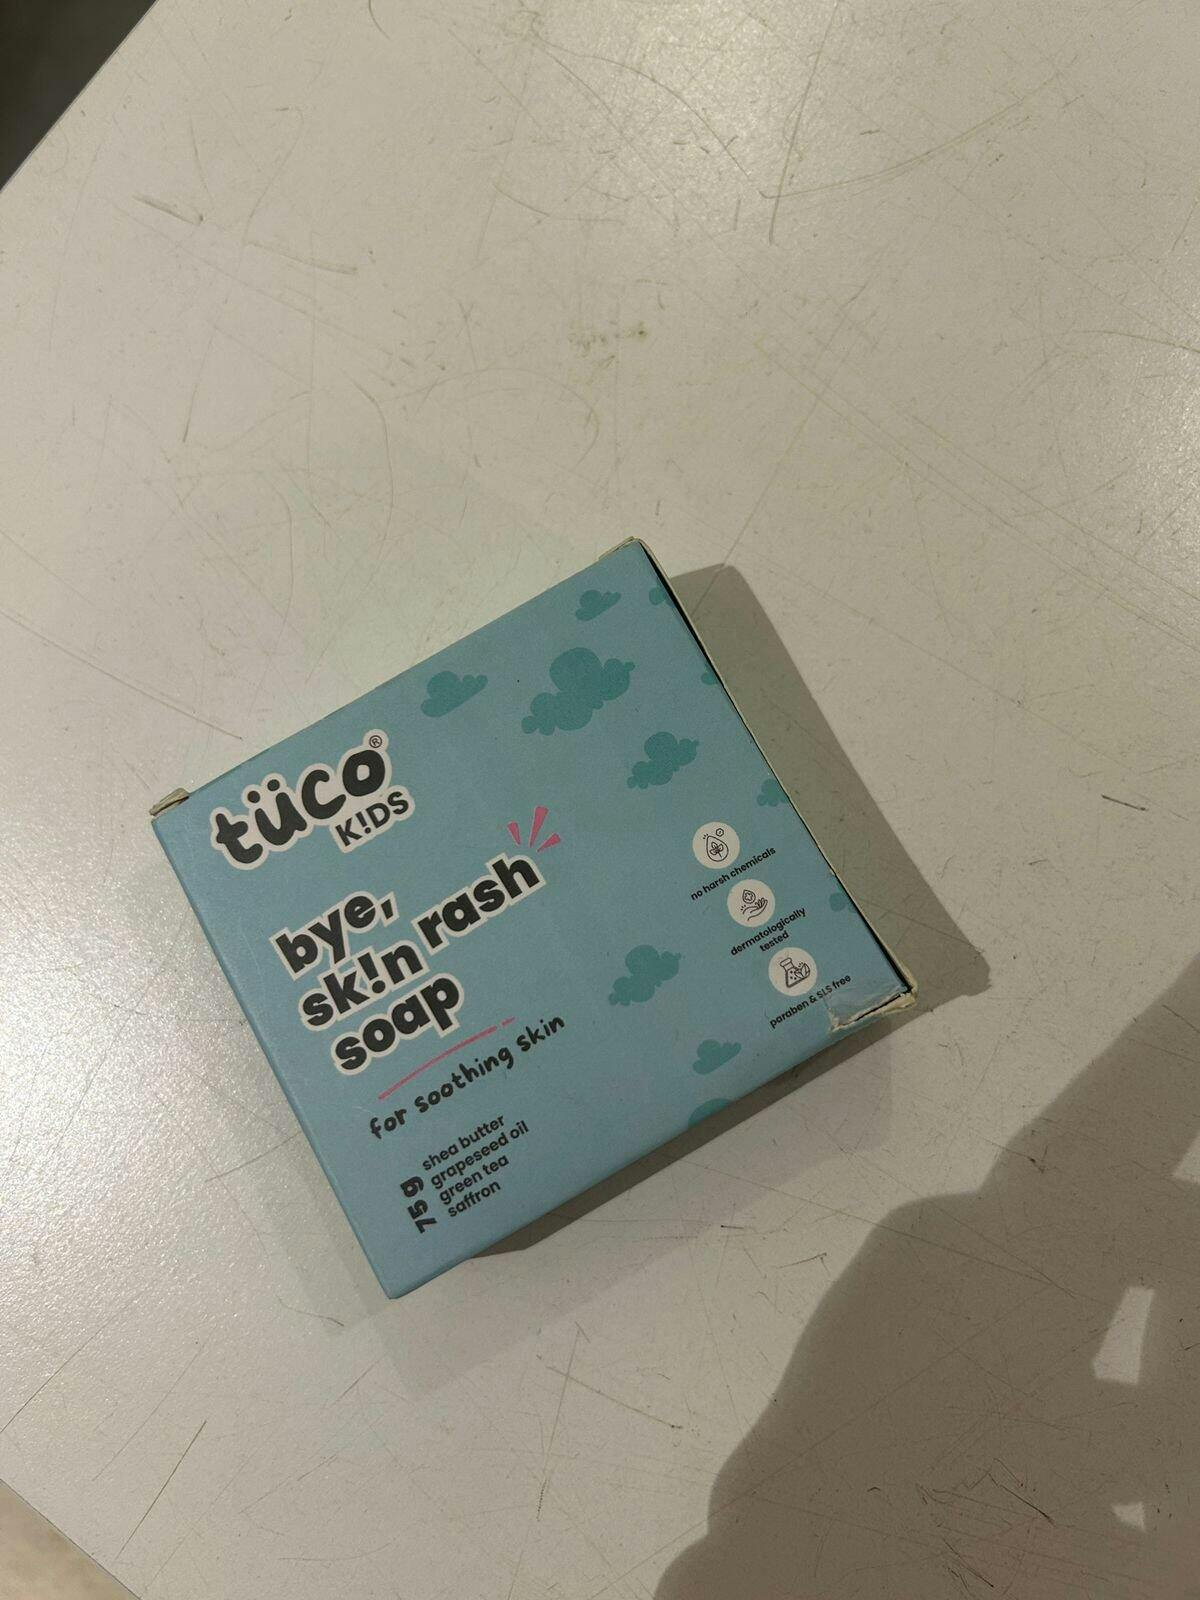 tüco®
K!DS
bye,
sk!n rash
soap
for soothing skin
75 g
shea butter
grapeseed oil
green tea
saffron
no harsh chemicals
dermatologically
tested
paraben & SLS free